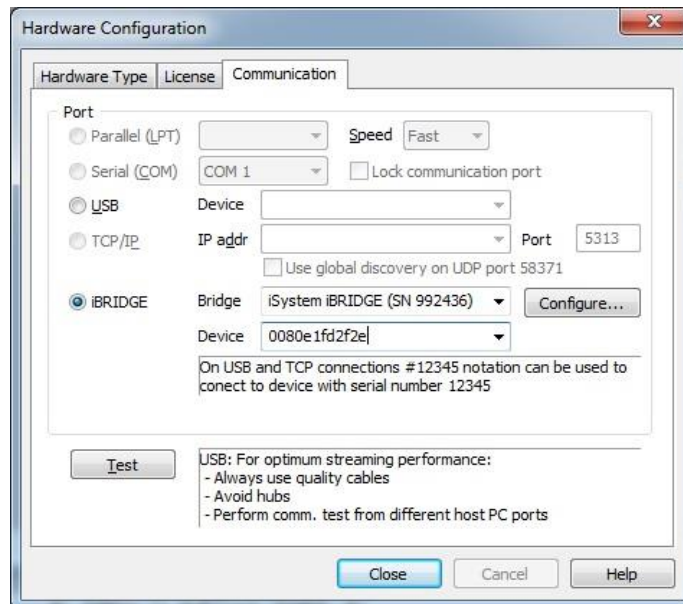 Hardware Configuration
Hardware Type License Communication
Port
Parallel (LPT) Speed Fast
Serial (COM) COM 1 Lock communication port
USB Device
TCP/IP IP addr Port 5313
Use global discovery on UDP port 58371
iBRIDGE Bridge iSystem iBRIDGE (SN 992436) Configure...
Device 0080e1fd2f2e
On USB and TCP connections #12345 notation can be used to
conect to device with serial number 12345
Test
USB: For optimum streaming performance:
- Always use quality cables
- Avoid hubs
- Perform comm. test from different host PC ports
Close Cancel Help